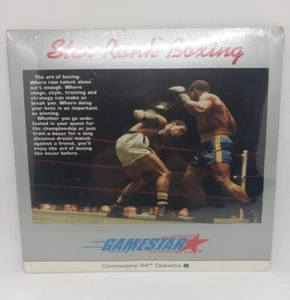 Star Rank Boxing
The art of boxing.
Where raw talent alone
isn't enough. Where
image, style, training and
strategy can make or
break you. Where doing
your best is as important
as winning.
Whether you go unde-
feated in your quest for
the championship or just
train a boxer for a long
distance dream match
against a friend, you'll
enjoy the art of boxing
like never before.
GAMESTAR
Commodore 64™ Diskette